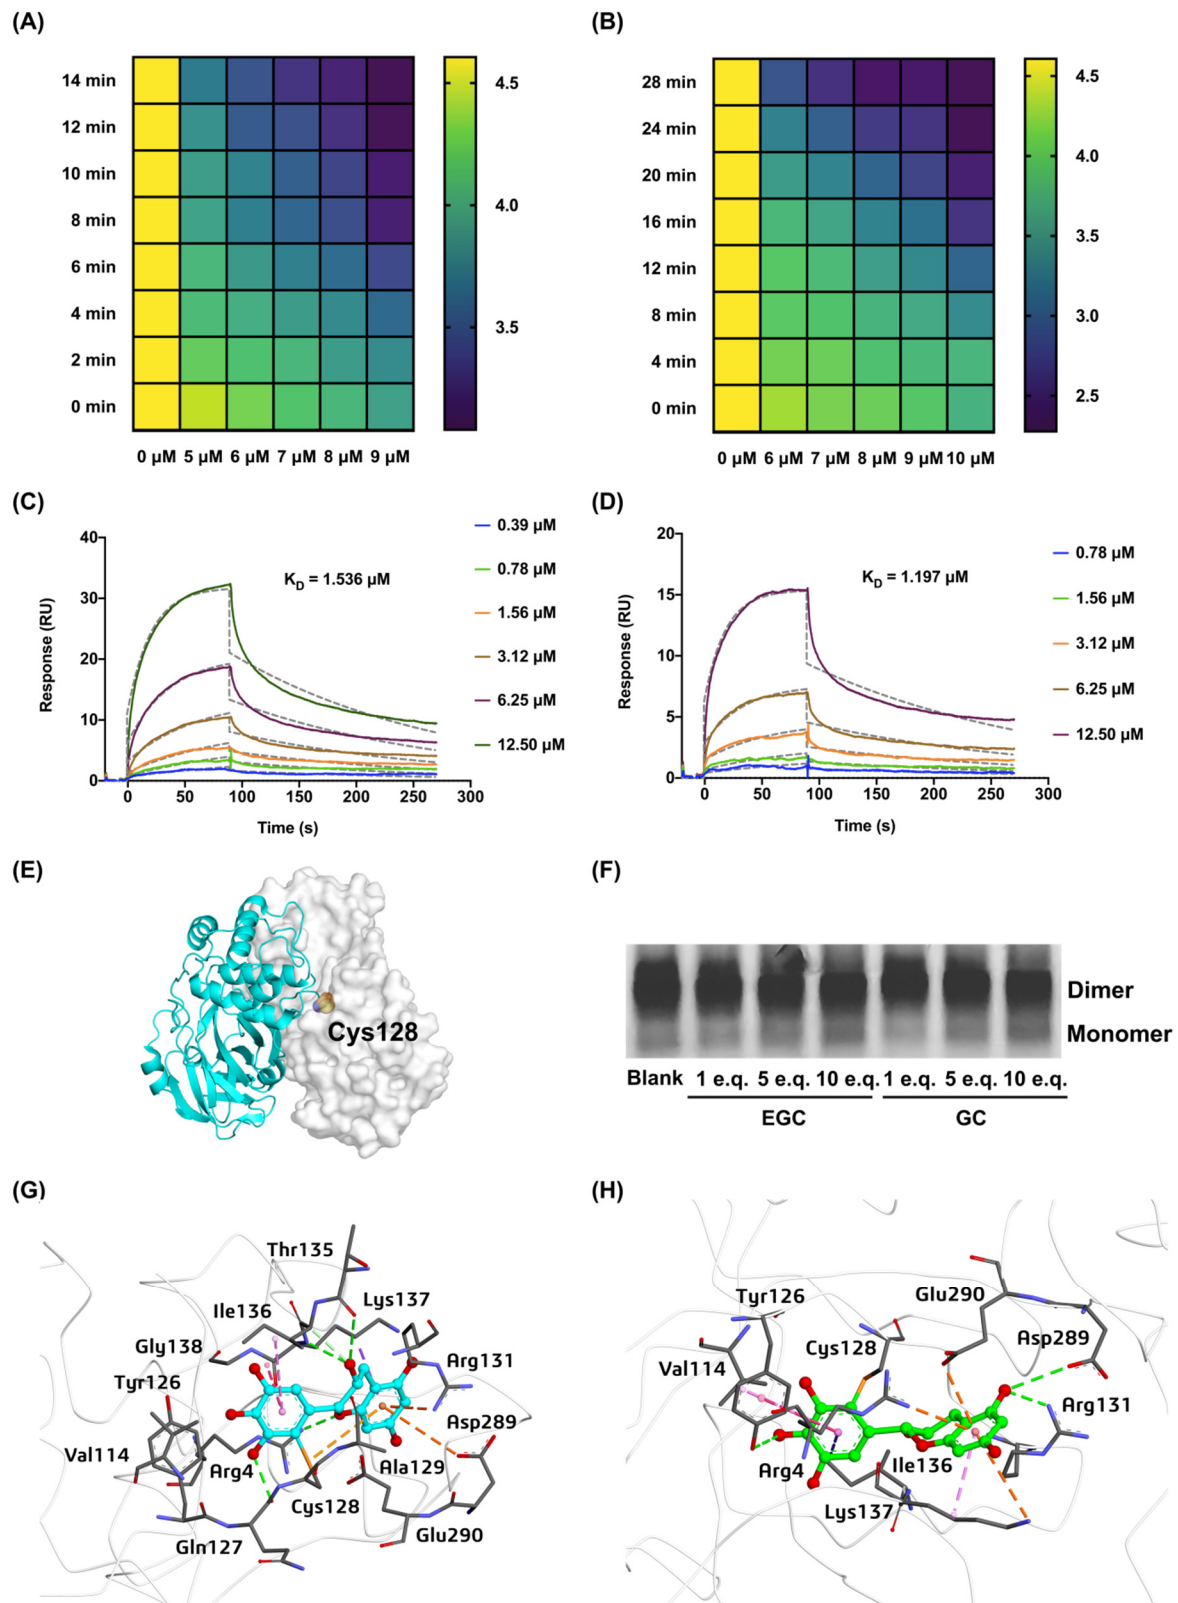 (A)
14 min
12 min
10 min
8 min
6 min
4 min
2 min
0 min
0 µM 5 µM 6 µM 7 µM 8 µM 9 µM
4.5
4.0
3.5
(B)
28 min
24 min
20 min
16 min
12 min
8 min
4 min
0 min
0 µM 6 µM 7 µM 8 µM 9 µM 10 µM
4.5
4.0
3.5
3.0
2.5
(C)
Response (RU)
40
30
20
10
0
0 50 100 150 200 250 300
Time (s)
K_D = 1.536 µM
0.39 µM
0.78 µM
1.56 µM
3.12 µM
6.25 µM
12.50 µM
(D)
Response (RU)
20
15
10
5
0
0 50 100 150 200 250 300
Time (s)
K_D = 1.197 µM
0.78 µM
1.56 µM
3.12 µM
6.25 µM
12.50 µM
(E)
Cys128
(F)
Dimer
Monomer
Blank 1 e.q. 5 e.q. 10 e.q. 1 e.q. 5 e.q. 10 e.q.
EGC GC
(G)
Thr135
Ile136
Lys137
Gly138
Arg131
Tyr126
Asp289
Val114
Arg4
Ala129
Cys128
Glu290
Gln127
(H)
Tyr126
Glu290
Cys128
Asp289
Val114
Arg131
Arg4
Ile136
Lys137